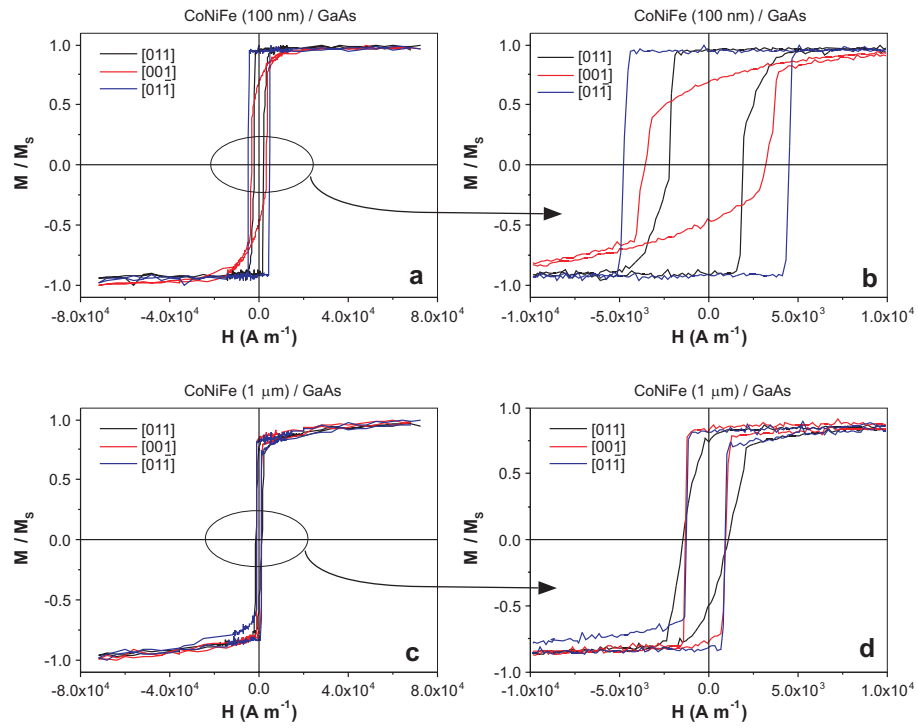 CoNiFe (100 nm) / GaAs
CoNiFe (100 nm) / GaAs
1.0
0.5
0.0
-0.5
-1.0
M / Ms
[011]
[001̲]
[01̲1]
a
-8.0x10⁴
-4.0x10⁴
0.0
4.0x10⁴
8.0x10⁴
H (A m⁻¹)
1.0
0.5
0.0
-0.5
-1.0
M / Ms
[011]
[001̄]
[011̄]
b
-1.0x10⁴
-5.0x10³
0.0
5.0x10³
1.0x10⁴
H (A m⁻¹)
CoNiFe (1 μm) / GaAs
CoNiFe (1 μm) / GaAs
1.0
0.5
0.0
-0.5
-1.0
M / Ms
[011]
[001̄]
[011̄]
c
-8.0x10⁴
-4.0x10⁴
0.0
4.0x10⁴
8.0x10⁴
H (A m⁻¹)
1.0
0.5
0.0
-0.5
-1.0
M / Ms
[011]
[001̄]
[011̄]
d
-1.0x10⁴
-5.0x10³
0.0
5.0x10³
1.0x10⁴
H (A m⁻¹)